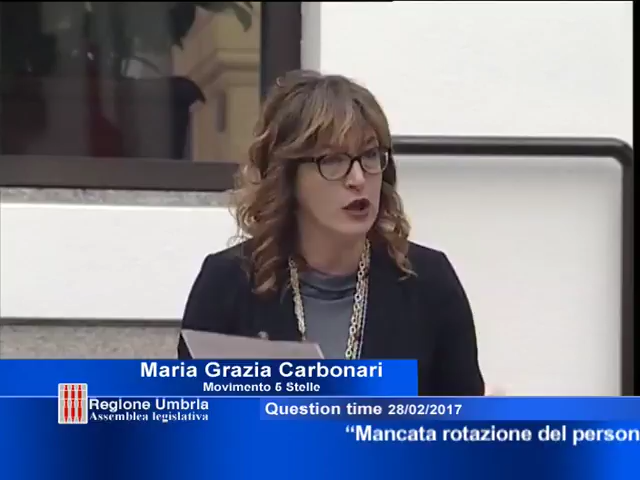 Maria Grazia Carbonari
Movimento 5 Stelle
Regione Umbria
Assemblea legislativa
Question time 28/02/2017
“Mancata rotazione del person